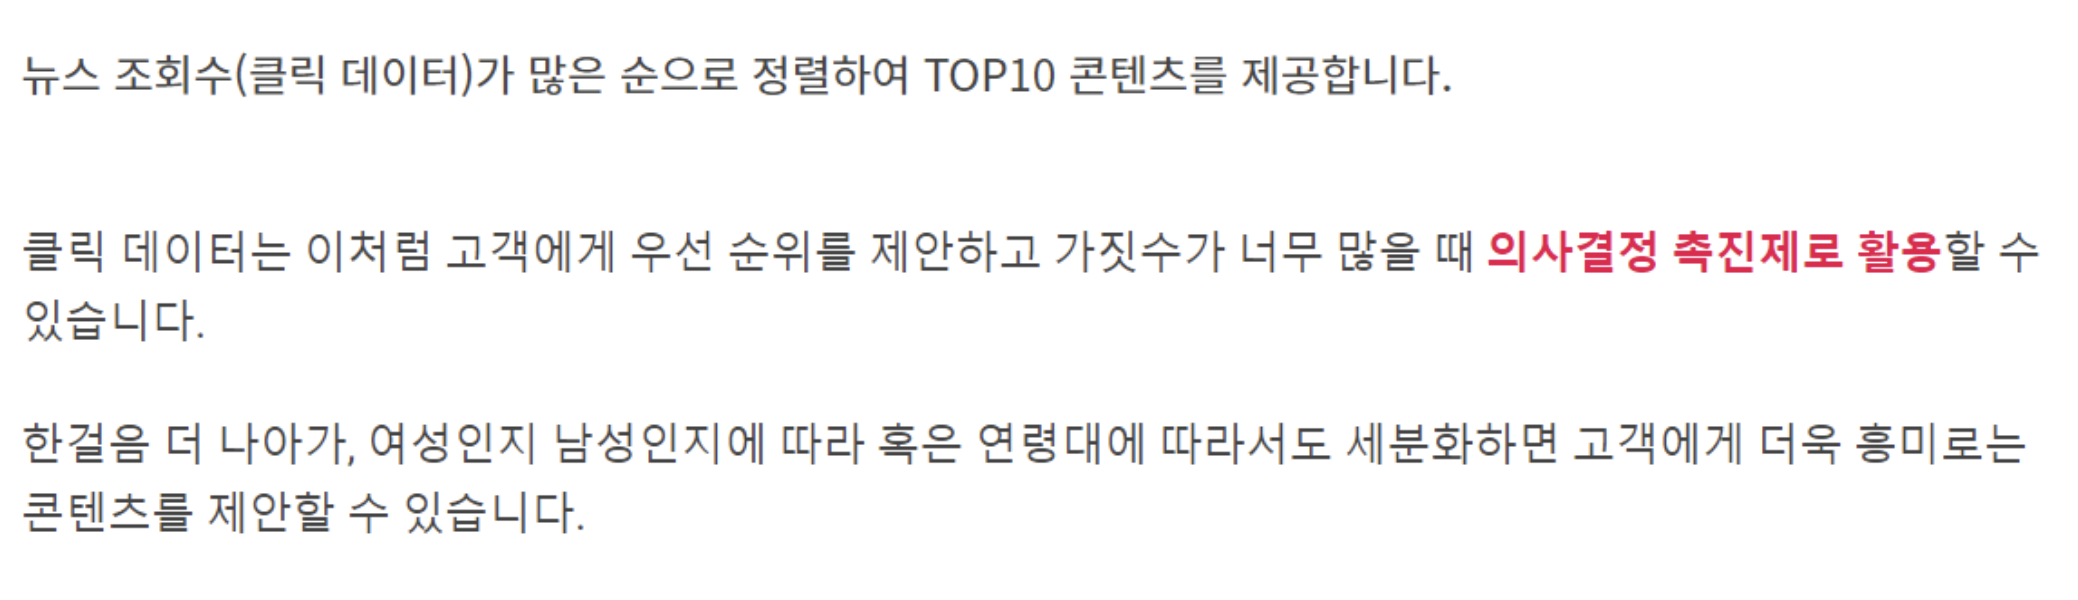 뉴스 조회수(클릭 데이터)가 많은 순으로 정렬하여 TOP10 콘텐츠를 제공합니다.
클릭 데이터는 이처럼 고객에게 우선 순위를 제안하고 가짓수가 너무 많을 때 의사결정 촉진제로 활용할 수
있습니다.
한걸음 더 나아가, 여성인지 남성인지에 따라 혹은 연령대에 따라서도 세분화하면 고객에게 더욱 흥미로는
콘텐츠를 제안할 수 있습니다.